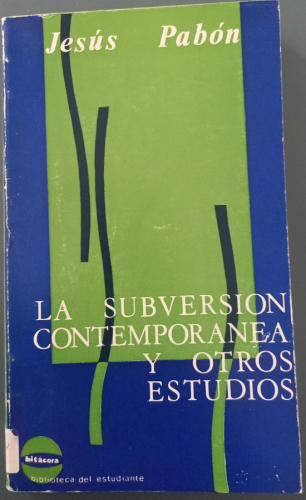 Jesús Pabón
LA SUBVERSION
CONTEMPORANEA
Y OTROS
ESTUDIOS
bitácora
biblioteca del estudiante